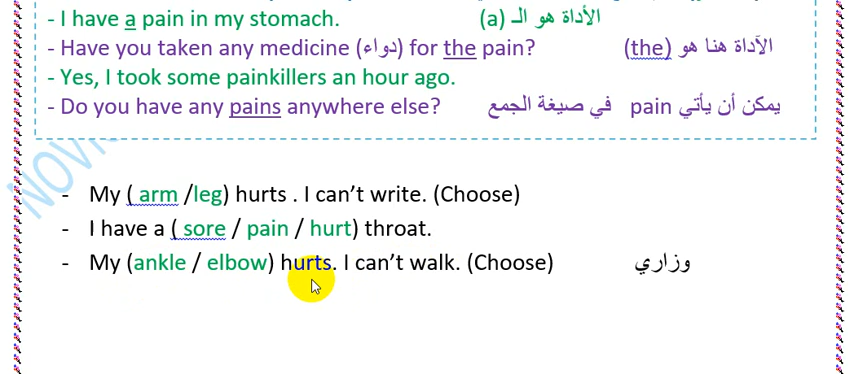 - I have a pain in my stomach. الأداة هو الـ (a)
- Have you taken any medicine (دواء) for the pain? الآداة هنا هو (the)
- Yes, I took some painkillers an hour ago.
- Do you have any pains anywhere else? يمكن أن يأتي pain في صيغة الجمع
- My ( arm /leg) hurts . I can't write. (Choose)
- I have a ( sore / pain / hurt) throat.
- My (ankle / elbow) hurts. I can't walk. (Choose) وزاري